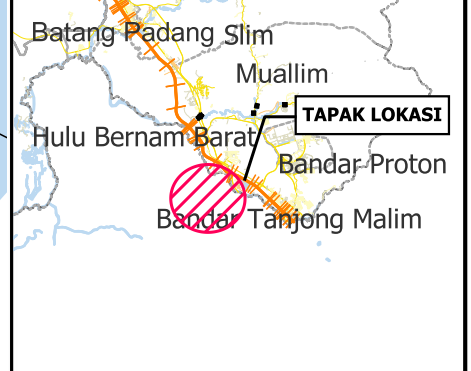 Batang Padang Slim
Muallim
TAPAK LOKASI
Hulu Bernam Barat
Bandar Proton
Bandar Tanjong Malim